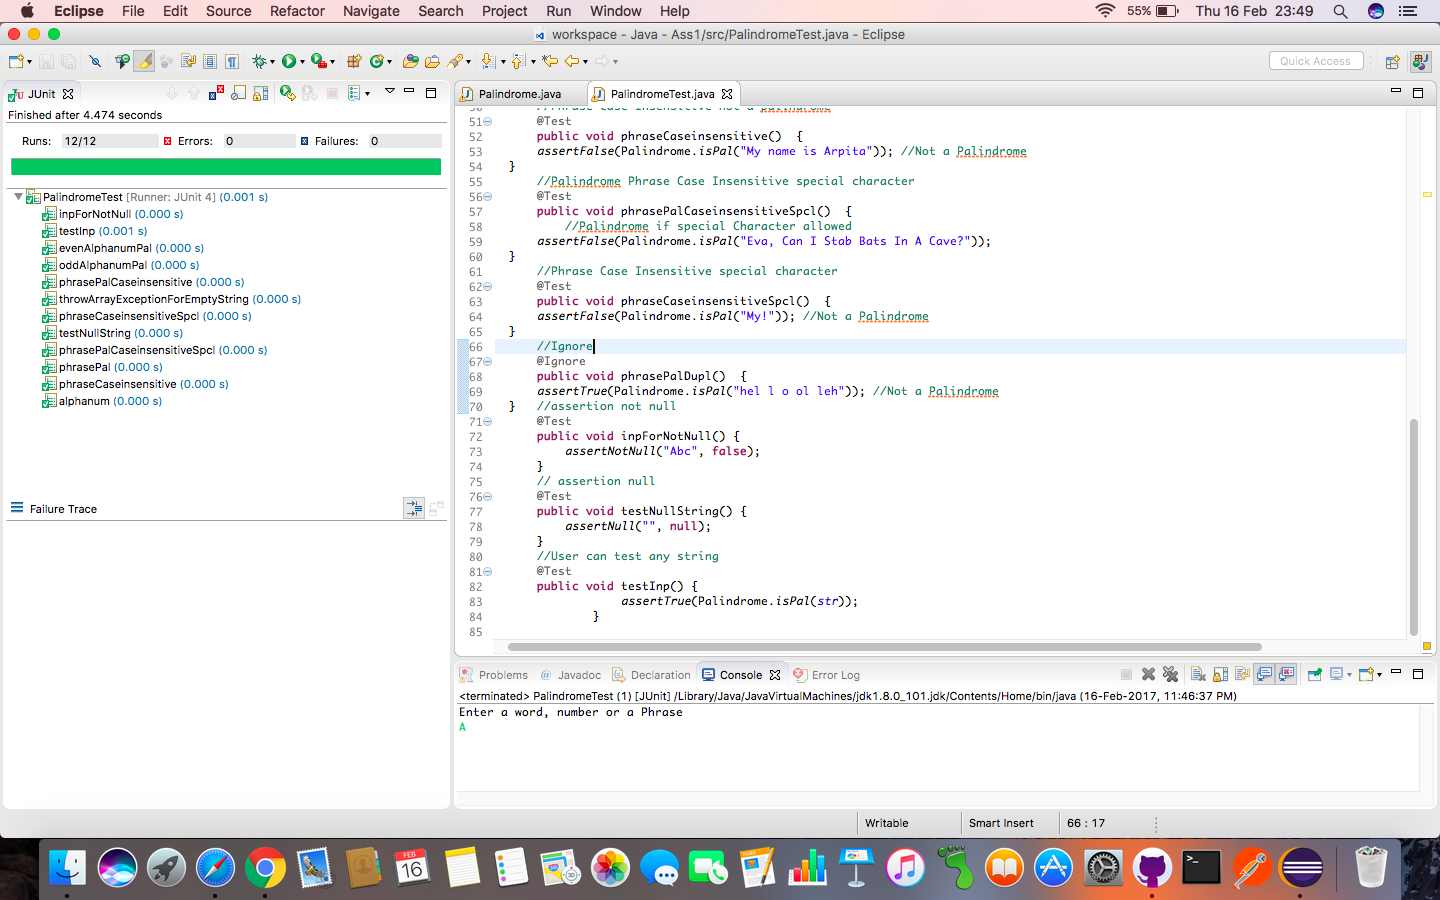 Eclipse File Edit Source Refactor Navigate Search Project Run Window Help 55% Thu 16 Feb 23:49
workspace - Java - Ass1/src/PalindromeTest.java - Eclipse
Quick Access
JUnit
Finished after 4.474 seconds
Runs: 12/12 Errors: 0 Failures: 0
PalindromeTest [Runner: JUnit 4] (0.001 s)
inpForNotNull (0.000 s)
testInp (0.001 s)
evenAlphanumPal (0.000 s)
oddAlphanumPal (0.000 s)
phrasePalCaseinsensitive (0.000 s)
throwArrayExceptionForEmptyString (0.000 s)
phraseCaseinsensitiveSpcl (0.000 s)
testNullString (0.000 s)
phrasePalCaseinsensitiveSpcl (0.000 s)
phrasePal (0.000 s)
phraseCaseinsensitive (0.000 s)
alphanum (0.000 s)
Failure Trace
Palindrome.java PalindromeTest.java
50 //Phrase Case Insensitive not a palindrome
51 @Test
52 public void phraseCaseinsensitive() {
53 assertFalse(Palindrome.isPal("My name is Arpita")); //Not a Palindrome
54 }
55 //Palindrome Phrase Case Insensitive special character
56 @Test
57 public void phrasePalCaseinsensitiveSpcl() {
58 //Palindrome if special Character allowed
59 assertFalse(Palindrome.isPal("Eva, Can I Stab Bats In A Cave?"));
60 }
61 //Phrase Case Insensitive special character
62 @Test
63 public void phraseCaseinsensitiveSpcl() {
64 assertFalse(Palindrome.isPal("My!")); //Not a Palindrome
65 }
66 //Ignore
67 @Ignore
68 public void phrasePalDupl() {
69 assertTrue(Palindrome.isPal("hel l o ol leh")); //Not a Palindrome
70 } //assertion not null
71 @Test
72 public void inpForNotNull() {
73 assertNotNull("Abc", false);
74 }
75 // assertion null
76 @Test
77 public void testNullString() {
78 assertNull("", null);
79 }
80 //User can test any string
81 @Test
82 public void testInp() {
83 assertTrue(Palindrome.isPal(str));
84 }
85
Problems @ Javadoc Declaration Console Error Log
<terminated> PalindromeTest (1) [JUnit] /Library/Java/JavaVirtualMachines/jdk1.8.0_101.jdk/Contents/Home/bin/java (16-Feb-2017, 11:46:37 PM)
Enter a word, number or a Phrase
A
Writable Smart Insert 66 : 17
FEB
16